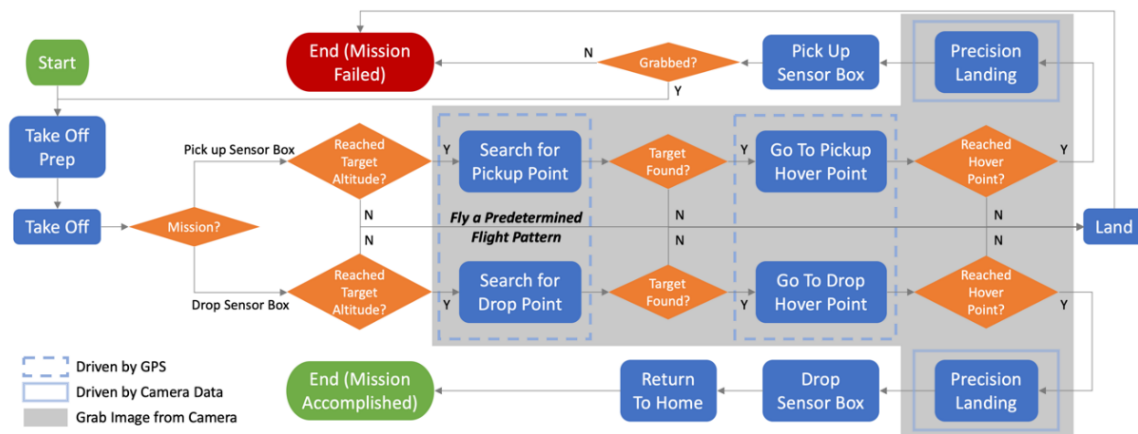 Start
End (Mission
Failed)
N
Grabbed?
Y
Pick Up
Sensor Box
Precision
Landing
Take Off
Prep
Pick up Sensor Box
Reached
Target
Altitude?
Y
Search for
Pickup Point
Target
Found?
Y
Go To Pickup
Hover Point
Reached
Hover
Point?
Y
Take Off
Mission?
N
N
Fly a Predetermined
Flight Pattern
N
N
N
N
Land
Drop Sensor Box
Reached
Target
Altitude?
Y
Search for
Drop Point
Target
Found?
Y
Go To Drop
Hover Point
Reached
Hover
Point?
Y
Driven by GPS
Driven by Camera Data
Grab Image from Camera
End (Mission
Accomplished)
Return
To Home
Drop
Sensor Box
Precision
Landing